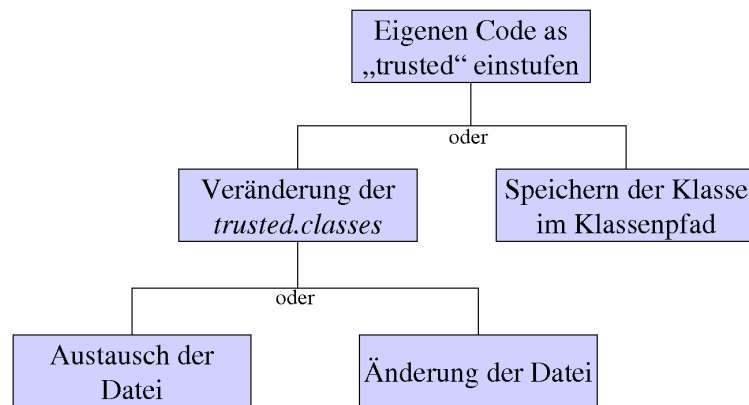 Eigenen Code as
„trusted“ einstufen
oder
Veränderung der
trusted.classes
Speichern der Klasse
im Klassenpfad
oder
Austausch der
Datei
Änderung der Datei